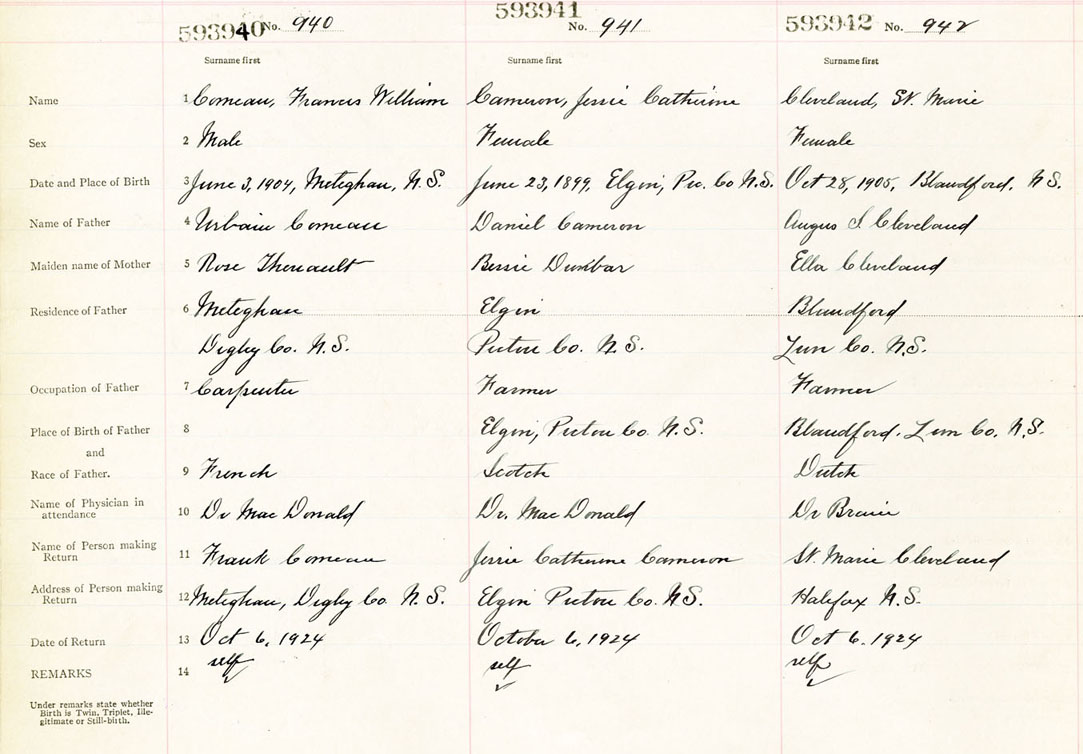 593940 No. 940 593941 No. 941 593942 No. 942
Surname first Surname first Surname first
Name 1 Comeau, Francis William Cameron, Jessie Catherine Cleveland, St. Marie
Sex 2 Male Female Female
Date and Place of Birth 3 June 3, 1904, Meteghan, N.S. June 23, 1899, Elgin, Pic. Co N.S. Oct 28, 1905, Blandford, N.S.
Name of Father 4 Urbain Comeau Daniel Cameron Angus I Cleveland
Maiden name of Mother 5 Rose Theriault Bessie Dunbar Ella Cleveland
Residence of Father 6 Meteghan Elgin Blandford
Digby Co. N.S. Pictou Co. N.S. Lun Co. N.S.
Occupation of Father 7 Carpenter Farmer Farmer
Place of Birth of Father 8 Elgin, Pictou Co. N.S. Blandford, Lun Co. N.S.
and
Race of Father. 9 French Scotch Dutch
Name of Physician in
attendance 10 Dr Mac Donald Dr. Mac Donald Dr
Name of Person making
Return 11 Frank Comeau Jessie Catherine Cameron St. Marie Cleveland
Address of Person making
Return 12 Meteghan, Digby Co. N.S. Elgin Pictou Co. N.S. Halifax N.S.
Date of Return 13 Oct 6, 1924 October 6, 1924 Oct 6. 1924
REMARKS 14 self self self
Under remarks state whether
Birth is Twin, Triplet, Ille-
gitimate or Still-birth.